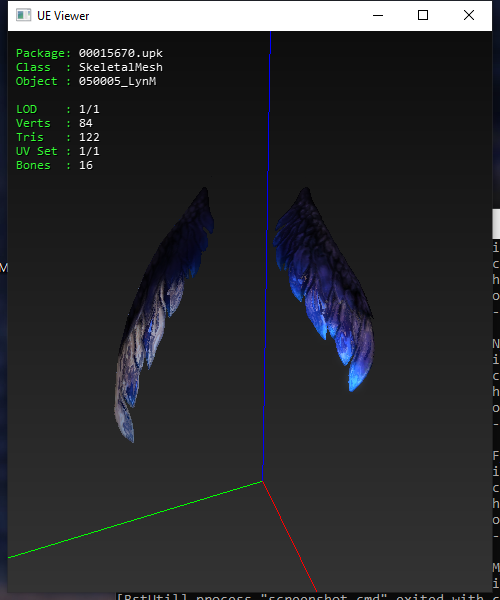 UE Viewer
Package: 00015670.upk
Class  : SkeletalMesh
Object : 050005_LynM
LOD    : 1/1
Verts  : 84
Tris   : 122
UV Set : 1/1
Bones  : 16
M
i
c
h
o
-
N
i
c
h
o
-
F
i
c
h
o
-
M
i
[BstUtil] process "screenshot.cmd" exited with c